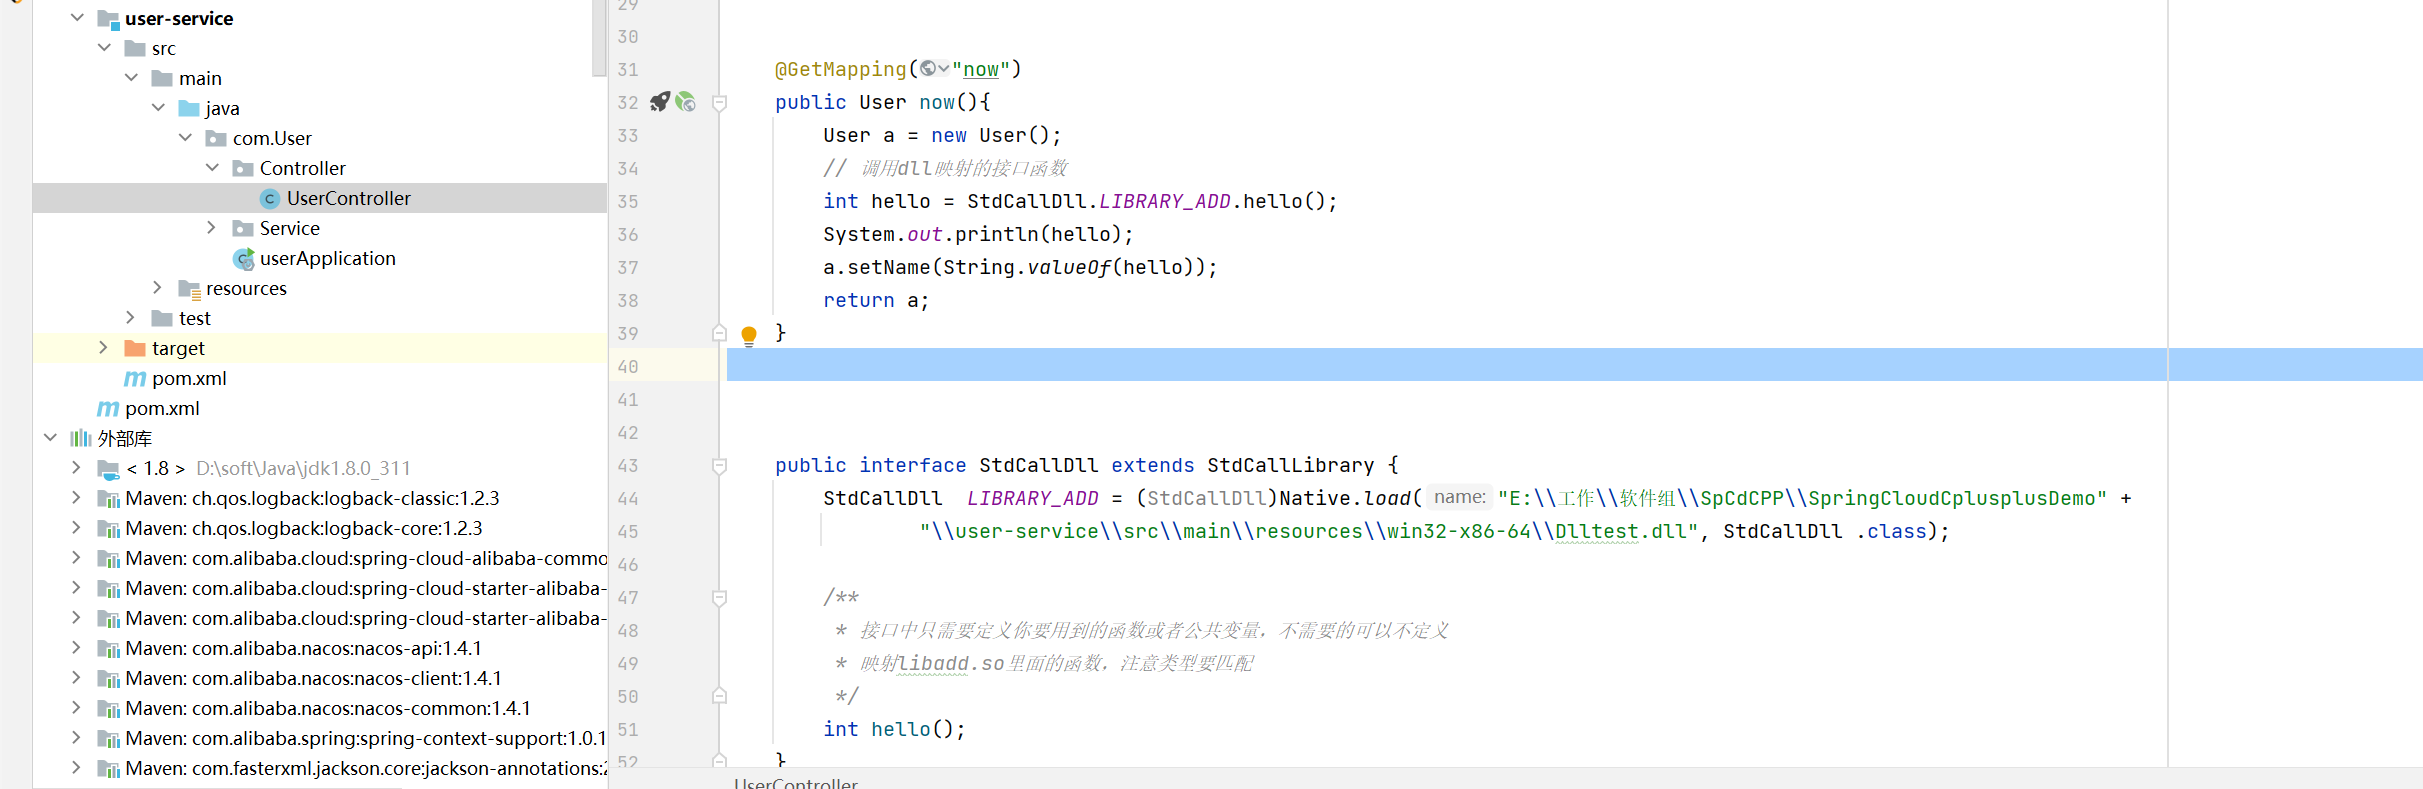 user-service
src
main
java
com.User
Controller
UserController
Service
userApplication
resources
test
target
pom.xml
pom.xml
外部库
< 1.8 > D:\soft\Java\jdk1.8.0_311
Maven: ch.qos.logback:logback-classic:1.2.3
Maven: ch.qos.logback:logback-core:1.2.3
Maven: com.alibaba.cloud:spring-cloud-alibaba-commo
Maven: com.alibaba.cloud:spring-cloud-starter-alibaba-
Maven: com.alibaba.cloud:spring-cloud-starter-alibaba-
Maven: com.alibaba.nacos:nacos-api:1.4.1
Maven: com.alibaba.nacos:nacos-client:1.4.1
Maven: com.alibaba.nacos:nacos-common:1.4.1
Maven: com.alibaba.spring:spring-context-support:1.0.1
Maven: com.fasterxml.jackson.core:jackson-annotations:2
29
30
31 @GetMapping("now")
32 public User now(){
33 User a = new User();
34 // 调用dll映射的接口函数
35 int hello = StdCallDll.LIBRARY_ADD.hello();
36 System.out.println(hello);
37 a.setName(String.valueOf(hello));
38 return a;
39 }
40
41
42
43 public interface StdCallDll extends StdCallLibrary {
44 StdCallDll LIBRARY_ADD = (StdCallDll)Native.load( name: "E:\\工作\\软件组\\SpCdCPP\\SpringCloudCplusplusDemo" +
45 "\\user-service\\src\\main\\resources\\win32-x86-64\\Dlltest.dll", StdCallDll .class);
46
47 /**
48 * 接口中只需要定义你要用到的函数或者公共变量，不需要的可以不定义
49 * 映射libadd.so里面的函数，注意类型要匹配
50 */
51 int hello();
52 }
UserController